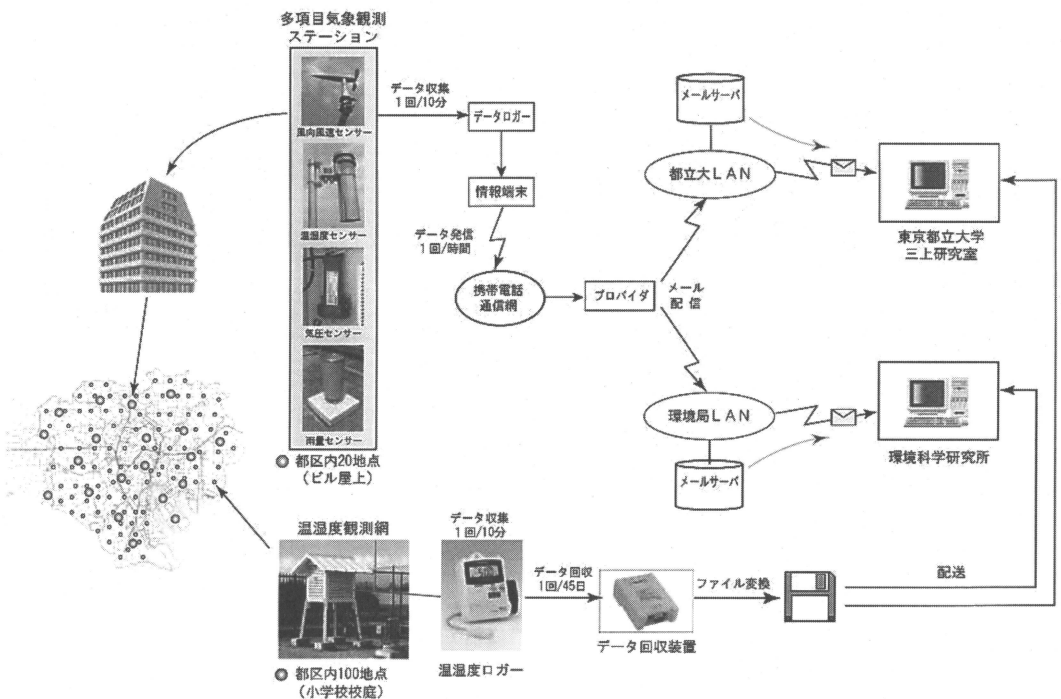 多項目気象観測
ステーション
風向風速センサー
温湿度センサー
気圧センサー
雨量センサー
◎ 都区内20地点
(ビル屋上)
データ収集
1回/10分
データロガー
情報端末
データ発信
1回/時間
携帯電話
通信網
プロバイダ
メール
配信
メールサーバ
都立大LAN
東京都立大学
三上研究室
環境局LAN
メールサーバ
環境科学研究所
温湿度観測網
◎ 都区内100地点
(小学校校庭)
データ収集
1回/10分
温湿度ロガー
データ回収
1回/45日
データ回収装置
ファイル変換
配送